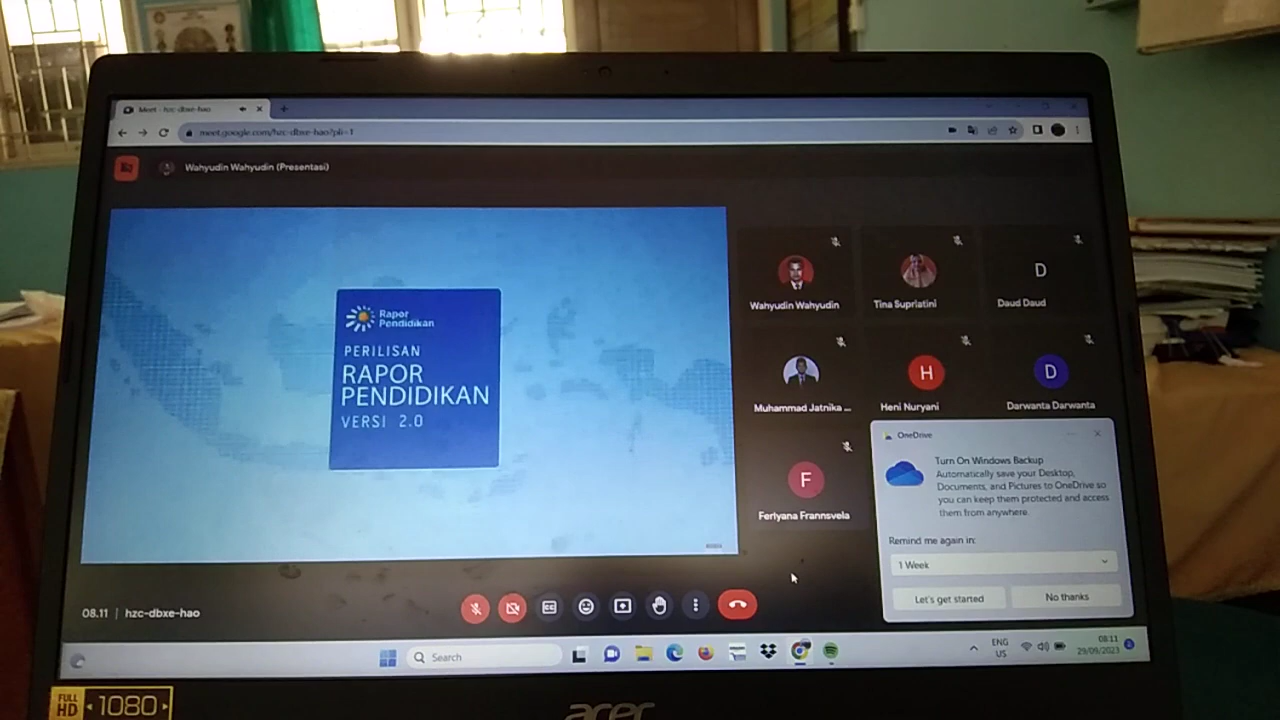 Meet - hzc-dbxe-hao
meet.google.com/hzc-dbxe-hao?pli=1
Wahyudin Wahyudin (Presentasi)
Rapor
Pendidikan
PERILISAN
RAPOR
PENDIDIKAN
VERSI 2.0
Wahyudin Wahyudin
Tina Supriatini
D
Daud Daud
Muhammad Jatnika ...
H
Heni Nuryani
D
Darwanta Darwanta
F
Ferlyana Frannsvela
OneDrive
Turn On Windows Backup
Automatically save your Desktop,
Documents, and Pictures to OneDrive so
you can keep them protected and access
them from anywhere.
Remind me again in:
1 Week
Let's get started
No thanks
08.11 | hzc-dbxe-hao
Search
ENG
US
08:11
29/09/2023
FULL
HD
1080
acer